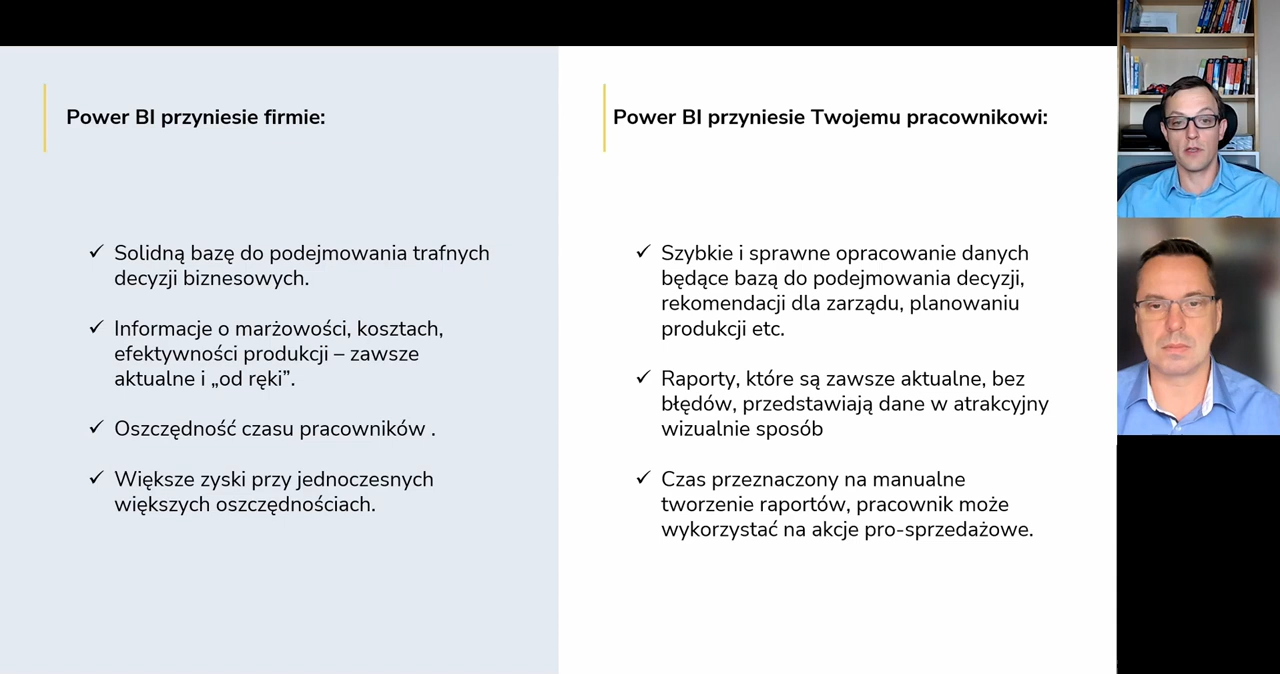 Power BI przyniesie firmie:
Solidną bazę do podejmowania trafnych
decyzji biznesowych.
Informacje o marżowości, kosztach,
efektywności produkcji – zawsze
aktualne i „od ręki”.
Oszczędność czasu pracowników .
Większe zyski przy jednoczesnych
większych oszczędnościach.
Power BI przyniesie Twojemu pracownikowi:
Szybkie i sprawne opracowanie danych
będące bazą do podejmowania decyzji,
rekomendacji dla zarządu, planowaniu
produkcji etc.
Raporty, które są zawsze aktualne, bez
błędów, przedstawiają dane w atrakcyjny
wizualnie sposób
Czas przeznaczony na manualne
tworzenie raportów, pracownik może
wykorzystać na akcje pro-sprzedażowe.